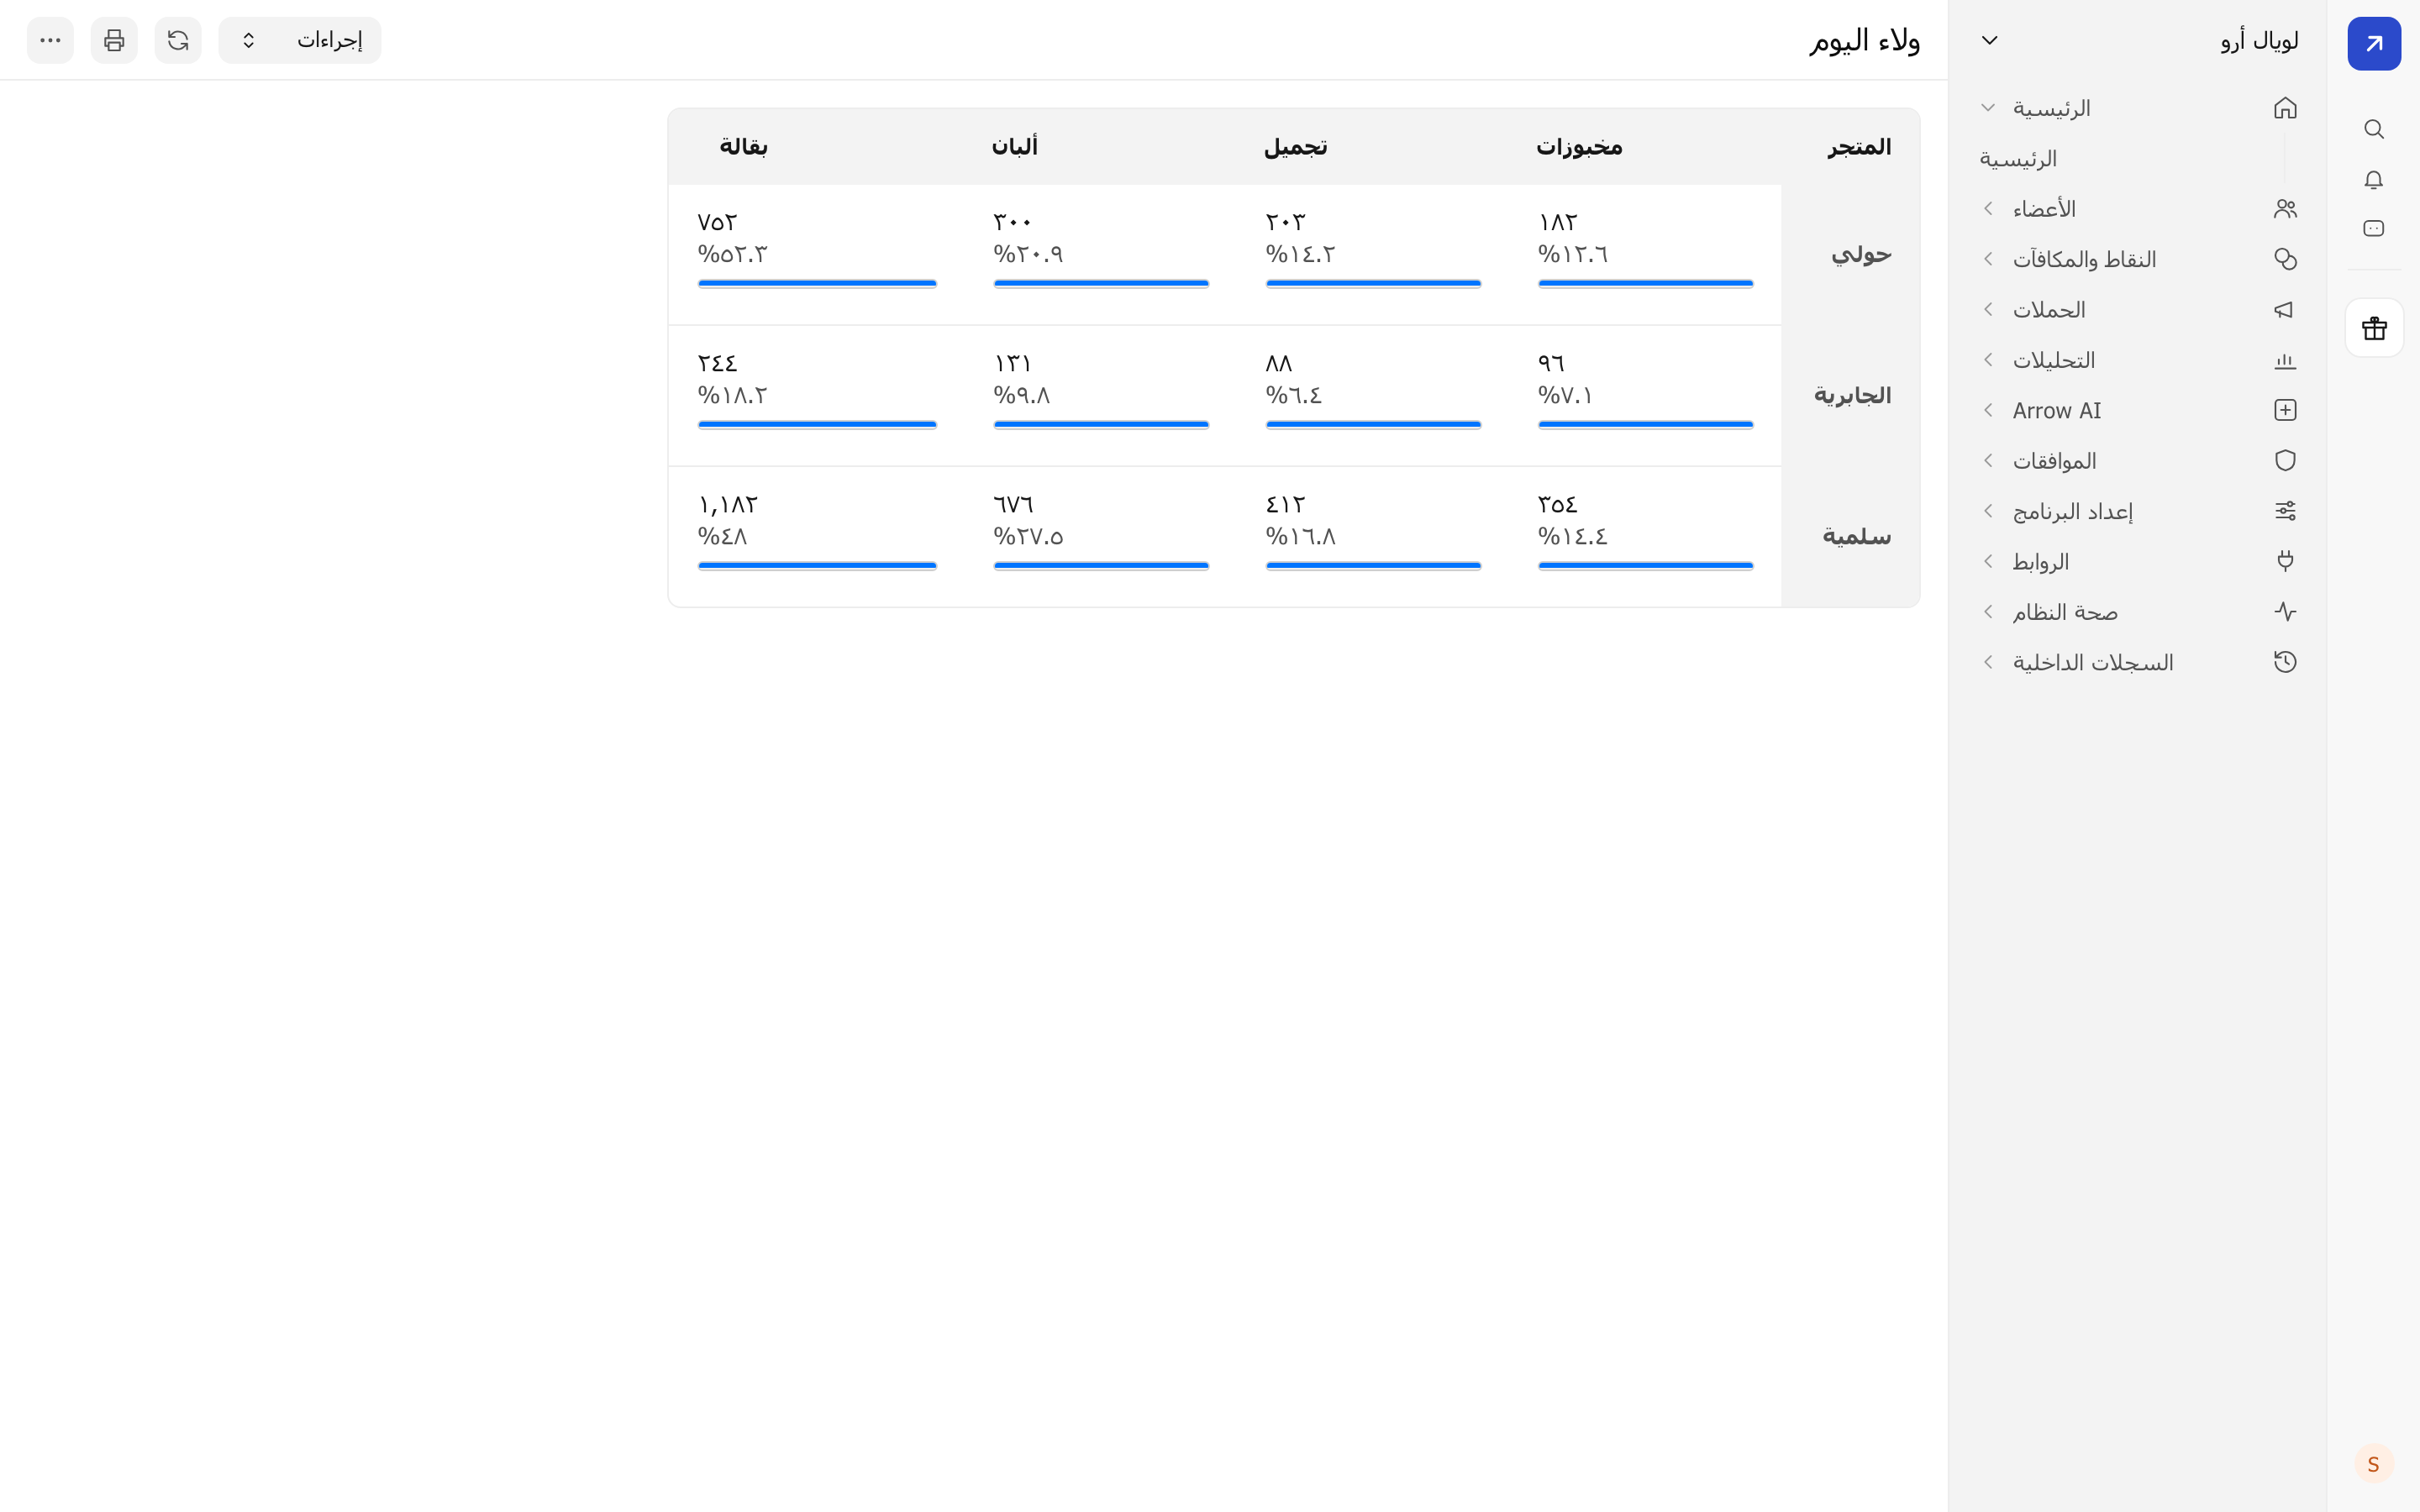 لويال أرو
الرئيسية
الرئيسية
الأعضاء
النقاط والمكافآت
الحملات
التحليلات
Arrow AI
الموافقات
إعداد البرنامج
الروابط
صحة النظام
السجلات الداخلية
S
ولاء اليوم
إجراءات
المتجر مخبوزات تجميل ألبان بقالة
حولي
١٨٢ ٢٠٣ ٣٠٠ ٧٥٢
%١٢.٦ %١٤.٢ %٢٠.٩ %٥٢.٣
الجابرية
٩٦ ٨٨ ١٣١ ٢٤٤
%٧.١ %٦.٤ %٩.٨ %١٨.٢
سلمية
٣٥٤ ٤١٢ ٦٧٦ ١,١٨٢
%١٤.٤ %١٦.٨ %٢٧.٥ %٤٨